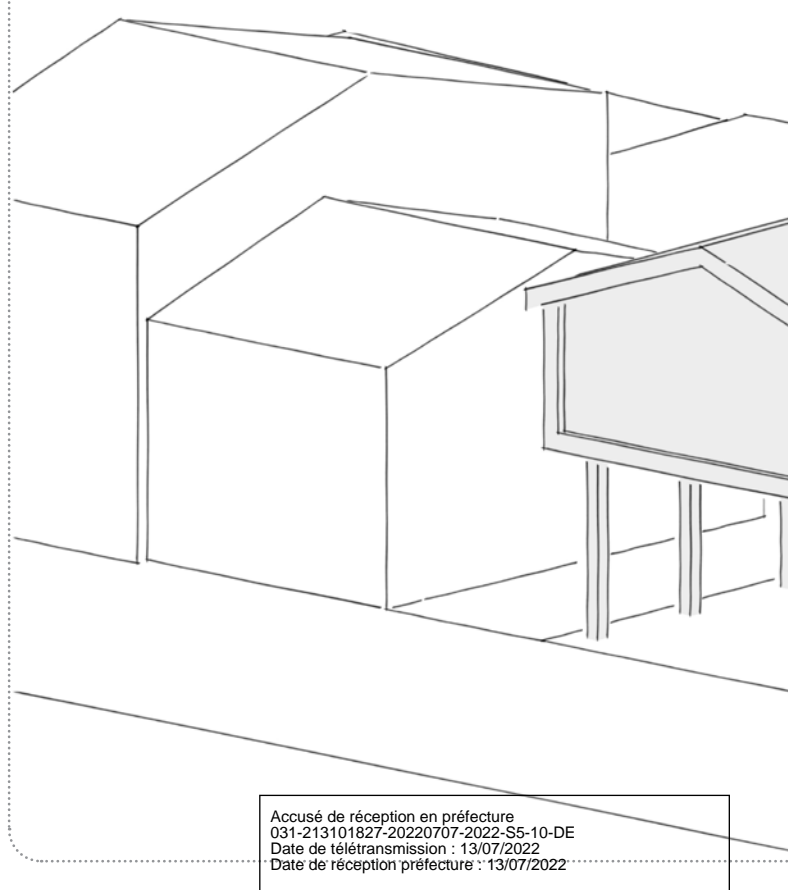 Accusé de réception en préfecture
031-213101827-20220707-2022-S5-10-DE
Date de télétransmission : 13/07/2022
Date de réception préfecture : 13/07/2022